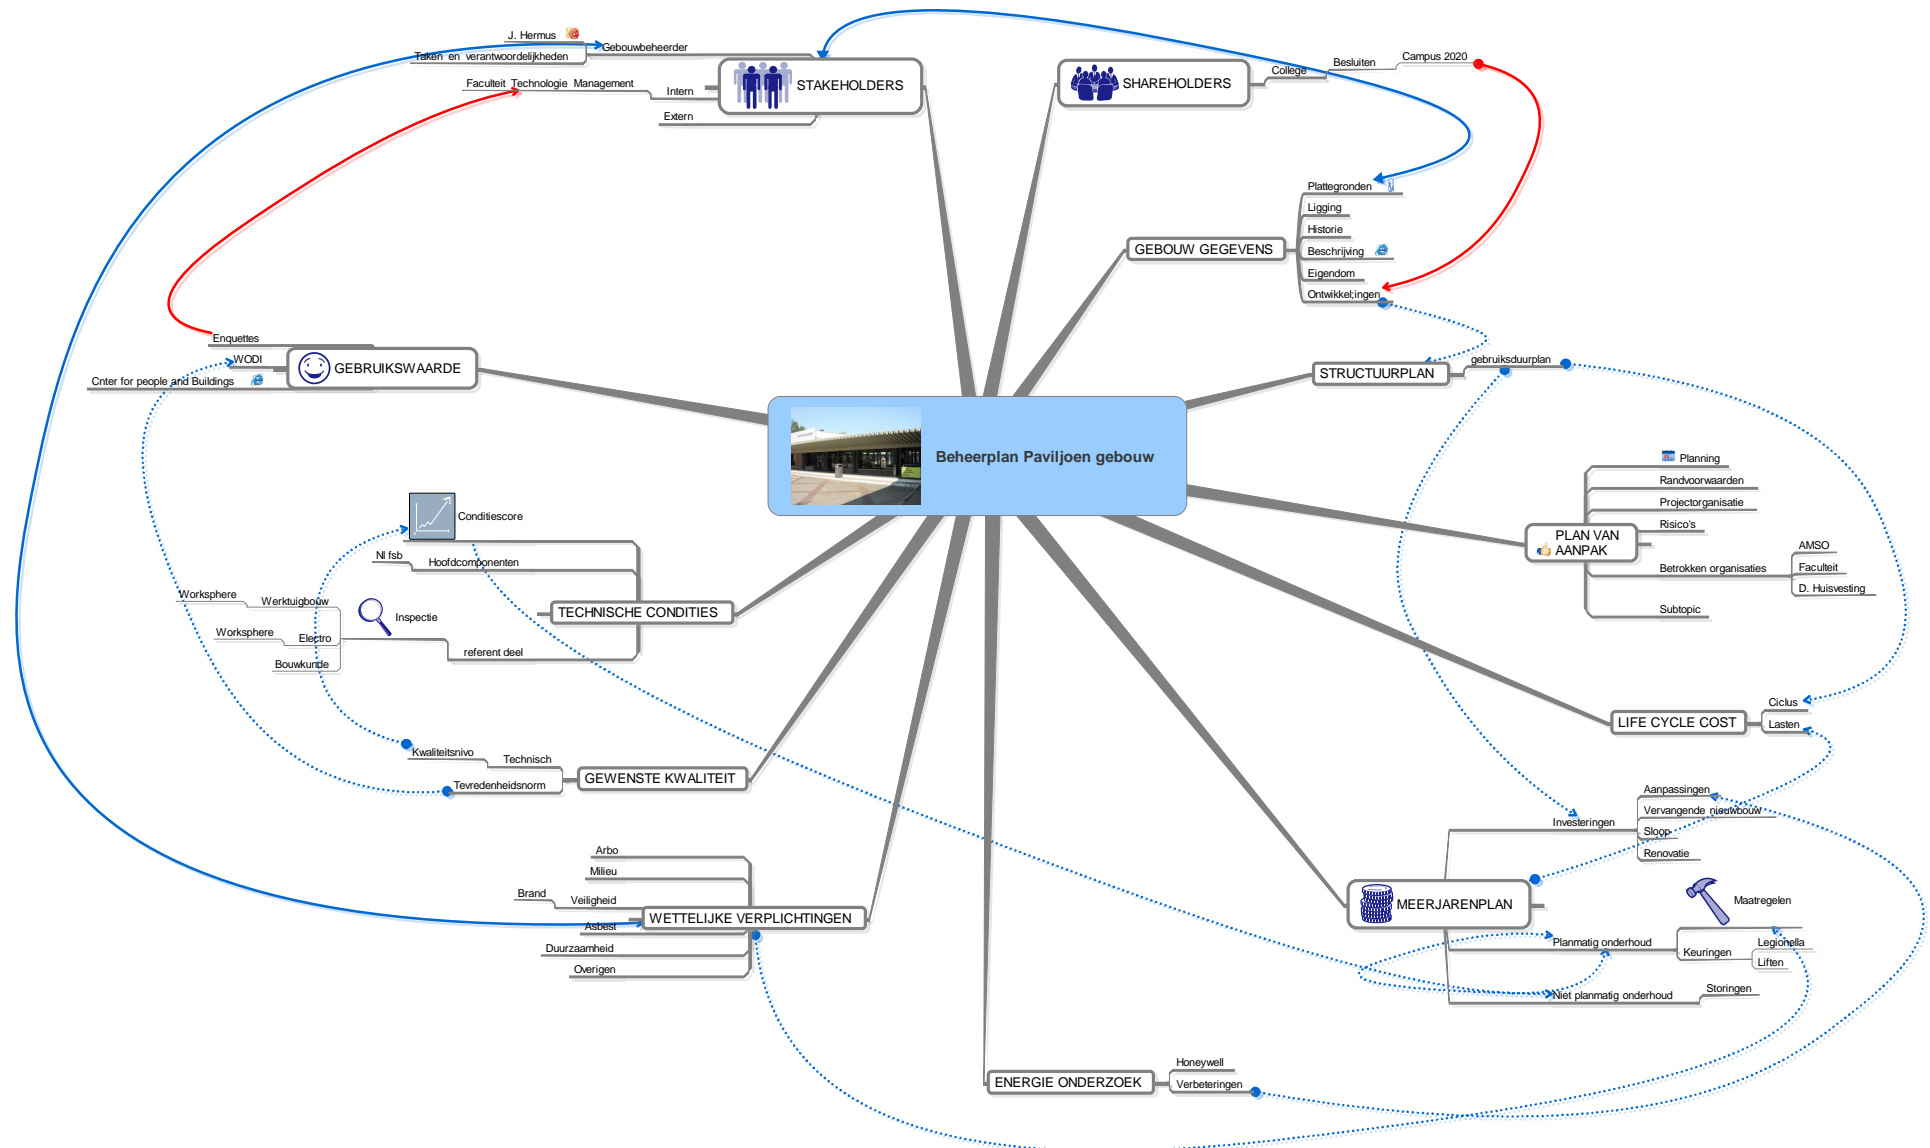 J. Hermus
Taken en verantwoordelijkheden
Gebouwbeheerder
Faculteit Technologie Management
Intern
Extern
STAKEHOLDERS
SHAREHOLDERS
College
Besluiten
Campus 2020
GEBOUW GEGEVENS
Plattegronden
Ligging
Historie
Beschrijving
Eigendom
Ontwikkel;ingen
STRUCTUURPLAN
gebruiksduurplan
Enquettes
WODI
Cnter for people and Buildings
GEBRUIKSWAARDE
Beheerplan Paviljoen gebouw
PLAN VAN
AANPAK
Planning
Randvoorwaarden
Projectorganisatie
Risico's
Betrokken organisaties
AMSO
Faculteit
D. Huisvesting
Subtopic
Conditiescore
Nl fsb
Hoofdcomponenten
TECHNISCHE CONDITIES
Worksphere
Werktuigbouw
Worksphere
Electro
Bouwkunde
Inspectie
referent deel
LIFE CYCLE COST
Ciclus
Lasten
Kwaliteitsnivo
Technisch
Tevredenheidsnorm
GEWENSTE KWALITEIT
MEERJARENPLAN
Investeringen
Aanpassingen
Vervangende nieuwbouw
Sloop
Renovatie
Planmatig onderhoud
Maatregelen
Keuringen
Legionella
Liften
Niet planmatig onderhoud
Storingen
Arbo
Milieu
Brand
Veiligheid
Asbest
Duurzaamheid
Overigen
WETTELIJKE VERPLICHTINGEN
ENERGIE ONDERZOEK
Honeywell
Verbeteringen